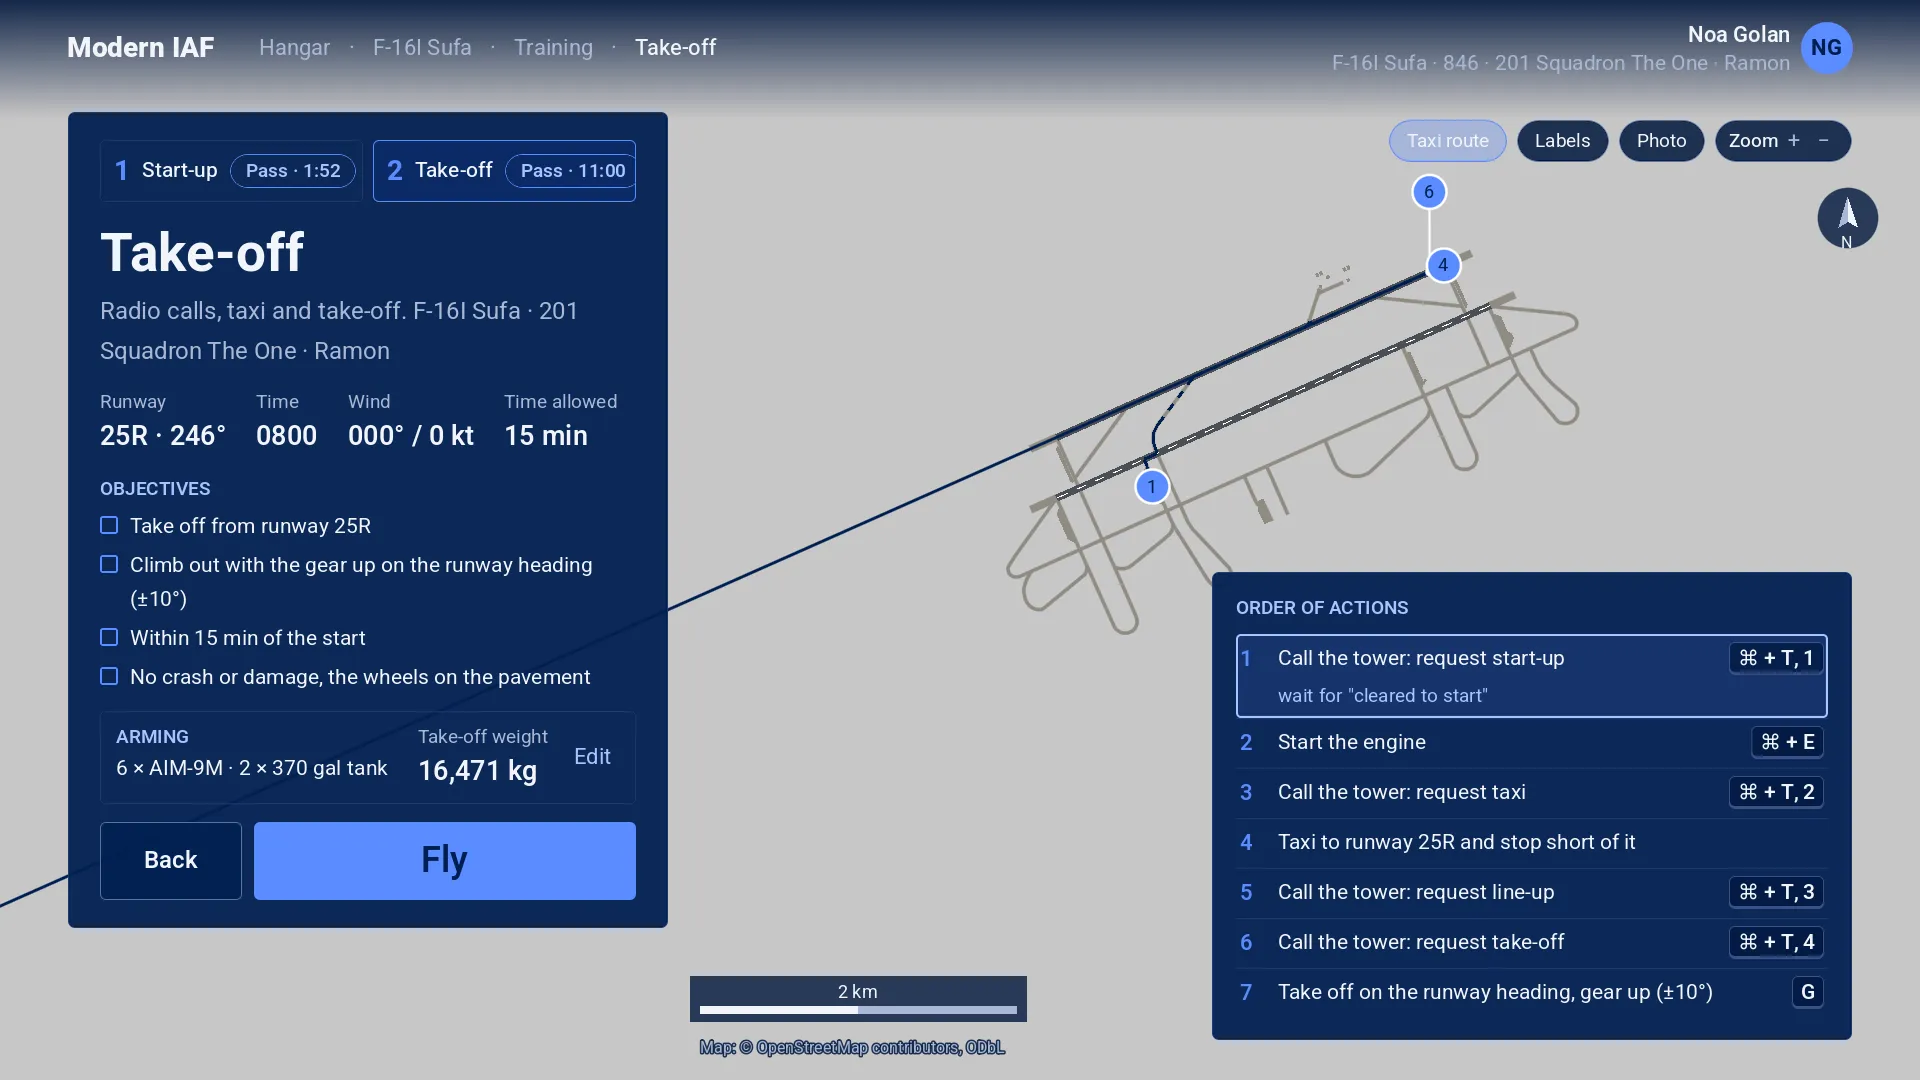 Modern IAF
Hangar · F-16I Sufa · Training · Take-off
Noa Golan
F-16I Sufa · 846 · 201 Squadron The One · Ramon
NG
1 Start-up Pass · 1:52
2 Take-off Pass · 11:00
Take-off
Radio calls, taxi and take-off. F-16I Sufa · 201
Squadron The One · Ramon
Runway Time Wind Time allowed
25R · 246° 0800 000° / 0 kt 15 min
OBJECTIVES
Take off from runway 25R
Climb out with the gear up on the runway heading
(±10°)
Within 15 min of the start
No crash or damage, the wheels on the pavement
ARMING
6 × AIM-9M · 2 × 370 gal tank
Take-off weight
16,471 kg
Edit
Back
Fly
Taxi route
Labels
Photo
Zoom + −
N
6
4
1
2 km
Map: © OpenStreetMap contributors, ODbL
ORDER OF ACTIONS
1 Call the tower: request start-up ⌘ + T, 1
wait for "cleared to start"
2 Start the engine ⌘ + E
3 Call the tower: request taxi ⌘ + T, 2
4 Taxi to runway 25R and stop short of it
5 Call the tower: request line-up ⌘ + T, 3
6 Call the tower: request take-off ⌘ + T, 4
7 Take off on the runway heading, gear up (±10°) G